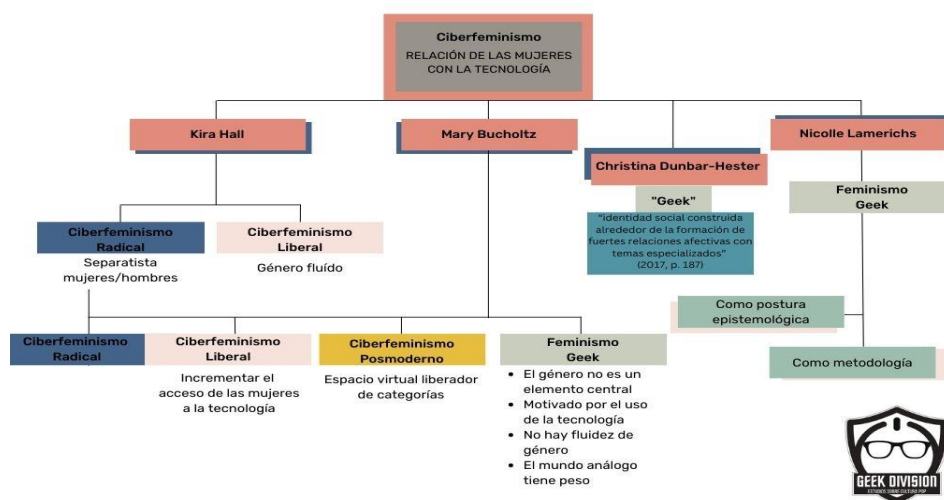 Ciberfeminismo
RELACIÓN DE LAS MUJERES
CON LA TECNOLOGÍA
Kira Hall
Mary Bucholtz
Christina Dunbar-Hester
Nicolle Lamerichs
Ciberfeminismo
Radical
Separatista
mujeres/hombres
Ciberfeminismo
Liberal
Género fluído
"Geek"
"identidad social construida
alrededor de la formación de
fuertes relaciones afectivas con
temas especializados"
(2017, p. 187)
Feminismo
Geek
Como postura
epistemológica
Como metodología
Ciberfeminismo
Radical
Ciberfeminismo
Liberal
Incrementar el
acceso de las mujeres
a la tecnología
Ciberfeminismo
Posmoderno
Espacio virtual liberador
de categorías
Feminismo
Geek
• El género no es un
elemento central
• Motivado por el uso
de la tecnología
• No hay fluidez de
género
• El mundo análogo
tiene peso
GEEK DIVISION
ESTUDIOS SOBRE CULTURA POP